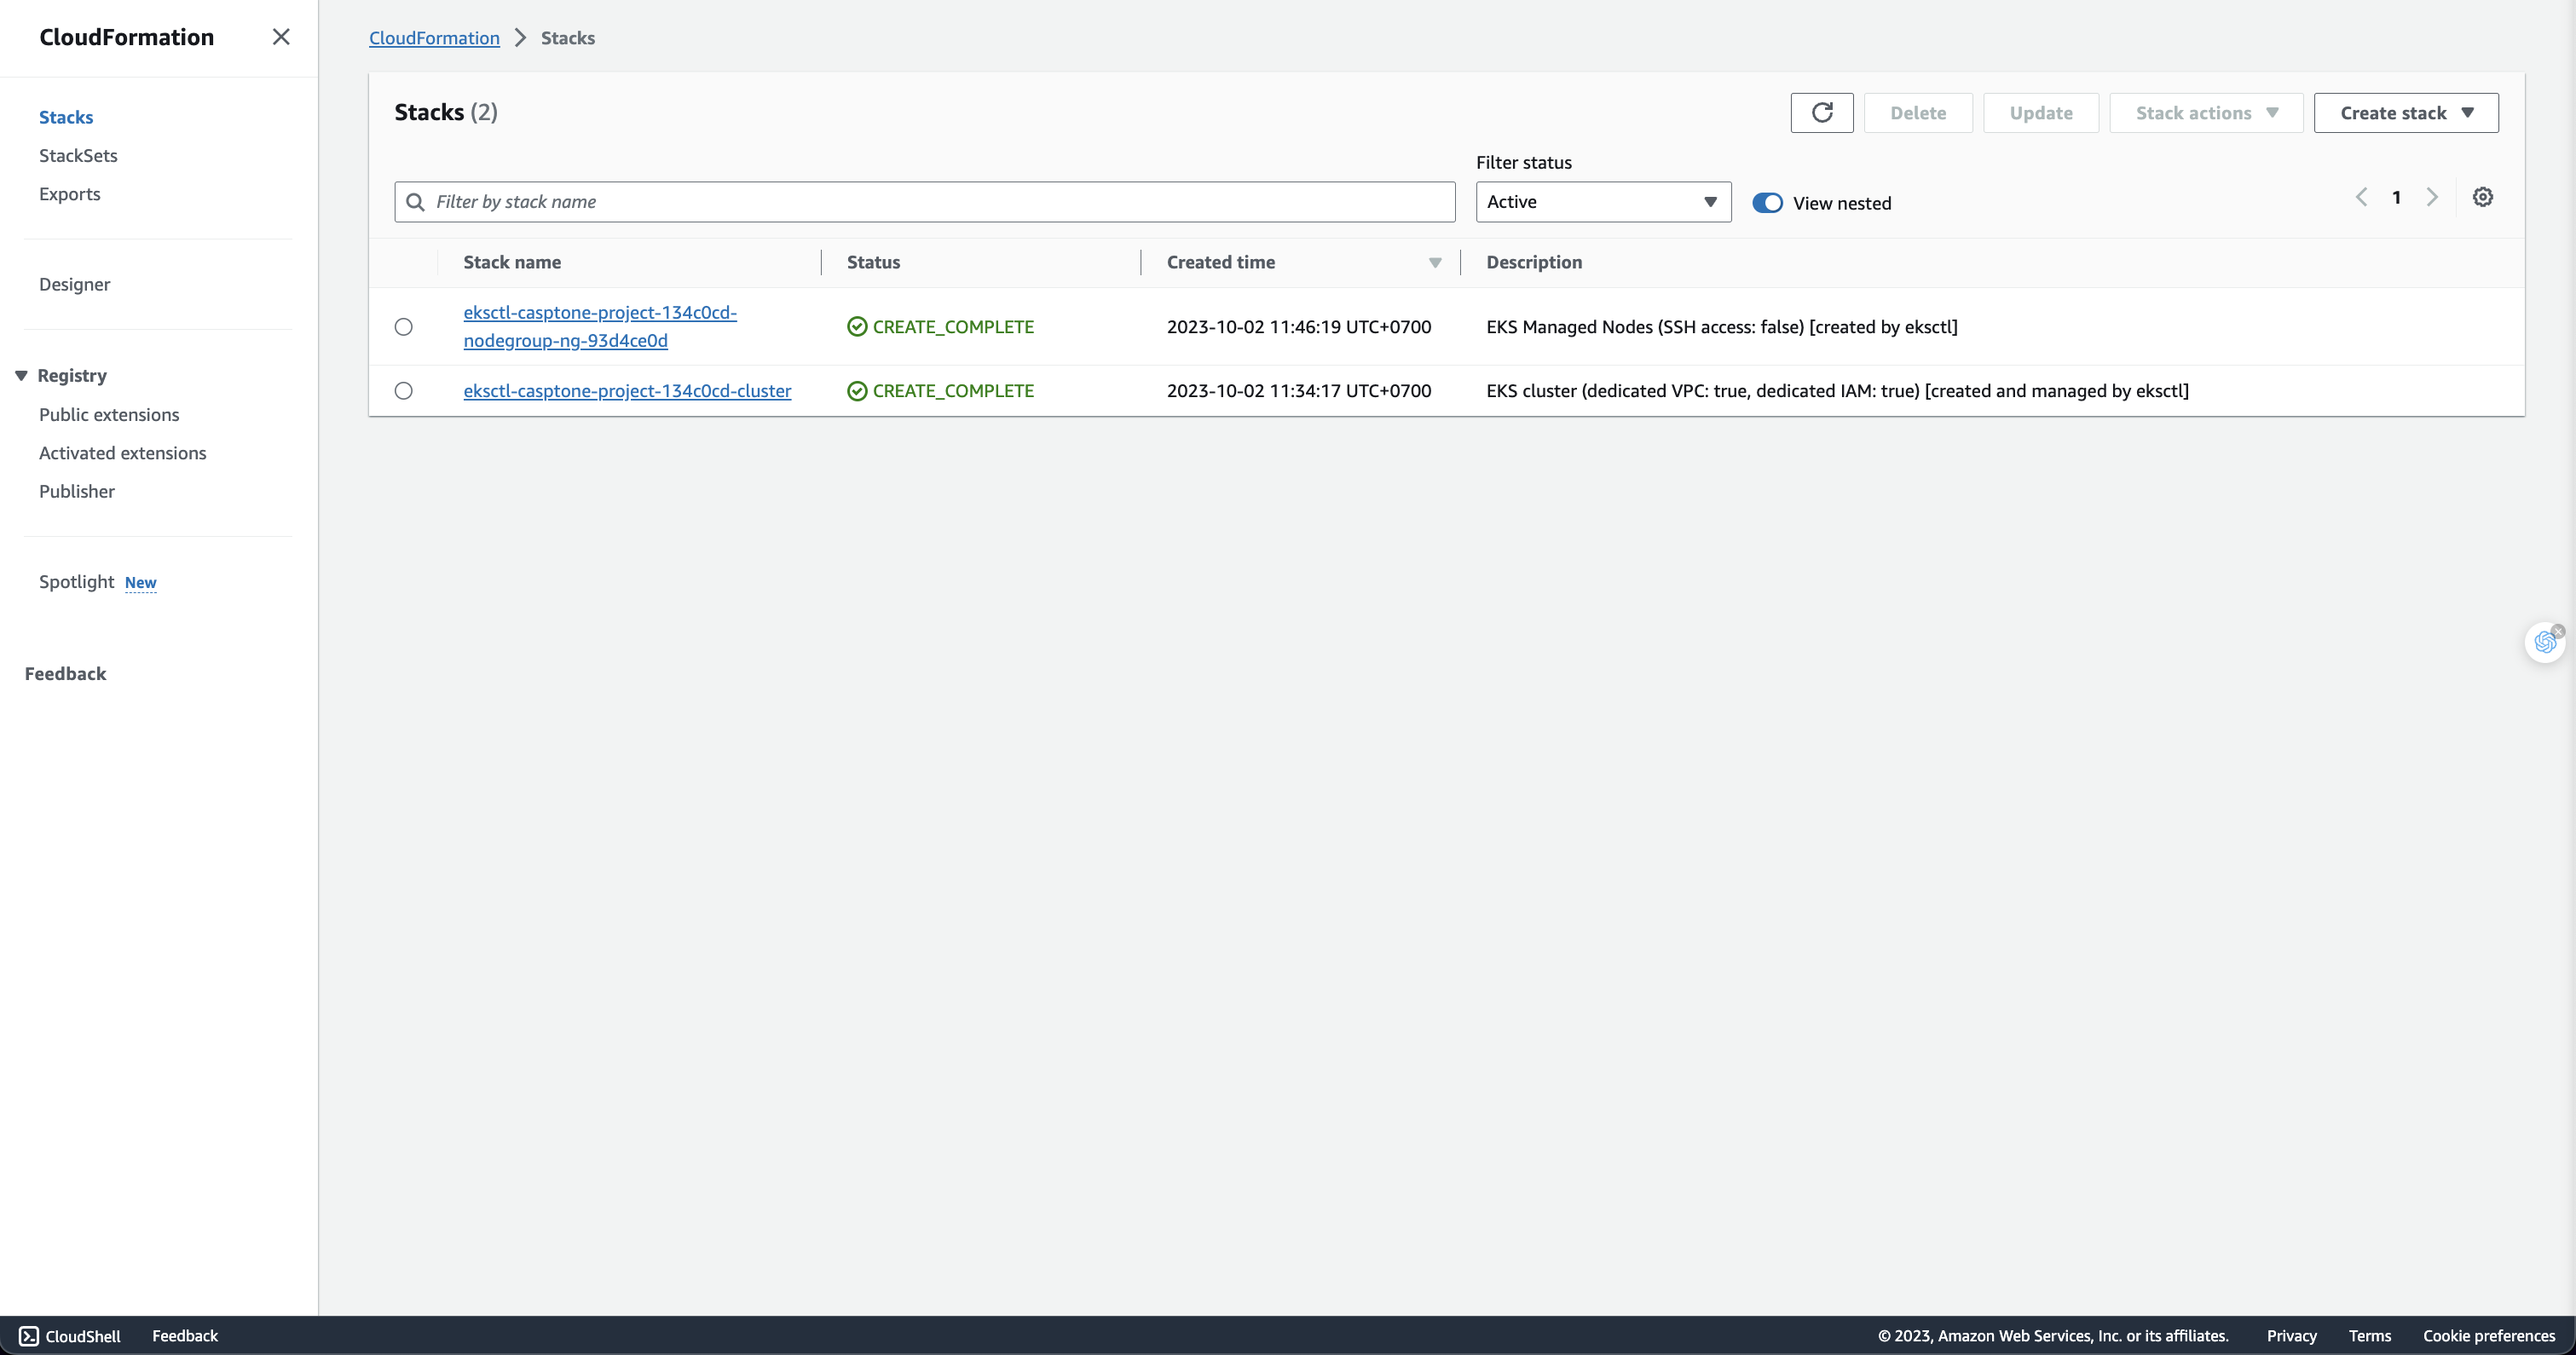 CloudFormation
Stacks
StackSets
Exports
Designer
Registry
Public extensions
Activated extensions
Publisher
Spotlight New
Feedback
CloudFormation Stacks
Stacks (2)
Delete Update Stack actions Create stack
Filter status
Filter by stack name Active View nested 1
Stack name Status Created time Description
eksctl-casptone-project-134c0cd-
nodegroup-ng-93d4ce0d CREATE_COMPLETE 2023-10-02 11:46:19 UTC+0700 EKS Managed Nodes (SSH access: false) [created by eksctl]
eksctl-casptone-project-134c0cd-cluster CREATE_COMPLETE 2023-10-02 11:34:17 UTC+0700 EKS cluster (dedicated VPC: true, dedicated IAM: true) [created and managed by eksctl]
CloudShell Feedback © 2023, Amazon Web Services, Inc. or its affiliates. Privacy Terms Cookie preferences